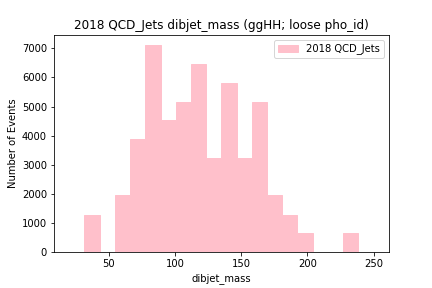 2018 QCD_Jets dibjet_mass (ggHH; loose pho_id)
2018 QCD_Jets
Number of Events
7000
6000
5000
4000
3000
2000
1000
0
50 100 150 200 250
dibjet_mass